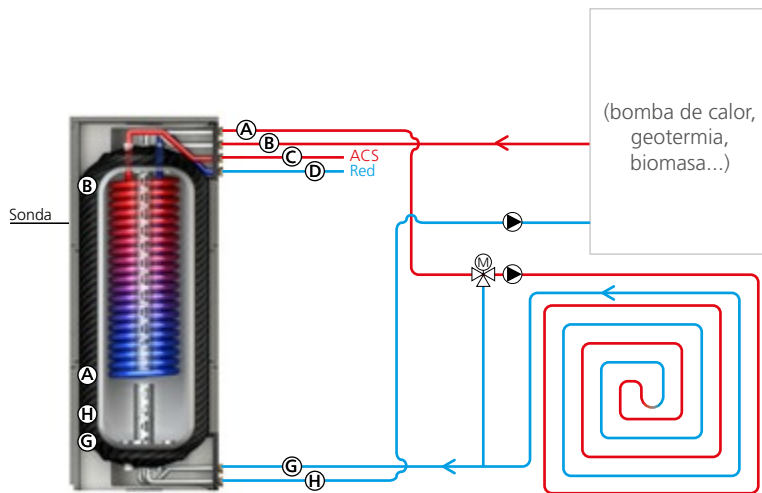 A
B
(bomba de calor,
geotermia,
biomasa...)
C ACS
D Red
B
Sonda
M
A
H
G
G
H